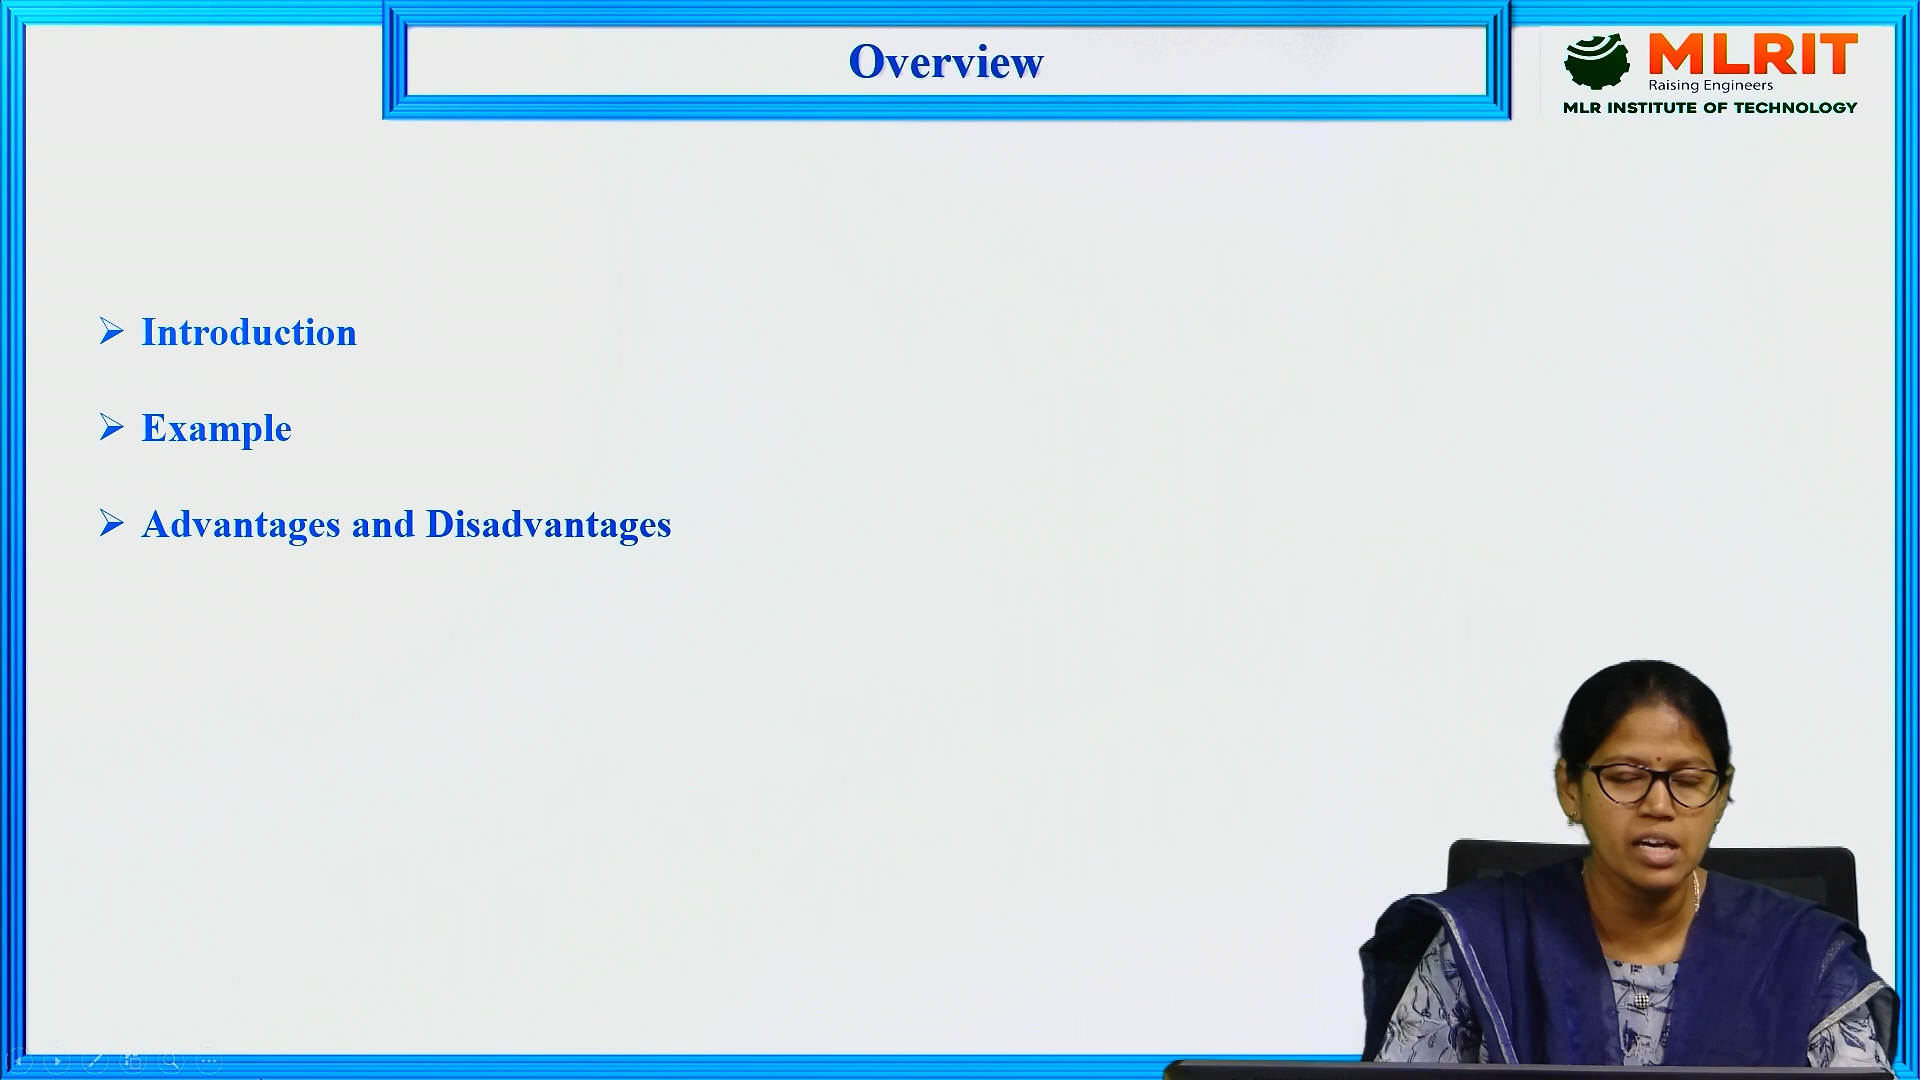 Overview
MLRIT
Raising Engineers
MLR INSTITUTE OF TECHNOLOGY
Introduction
Example
Advantages and Disadvantages